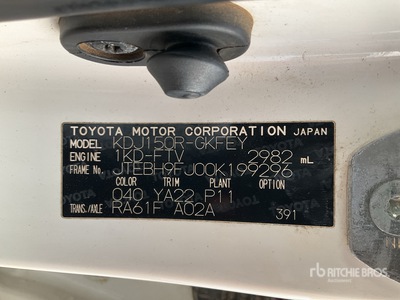 TOYOTA MOTOR CORPORATION JAPAN
MODEL KDJ150R-GKFEY
ENGINE 1KD-FTV 2982 mL
FRAME No. JTEBH9FJ00K199296
COLOR TRIM PLANT OPTION
040 YA22 P11
TRANS./AXLE RA61F A02A 391
rb RITCHIE BROS